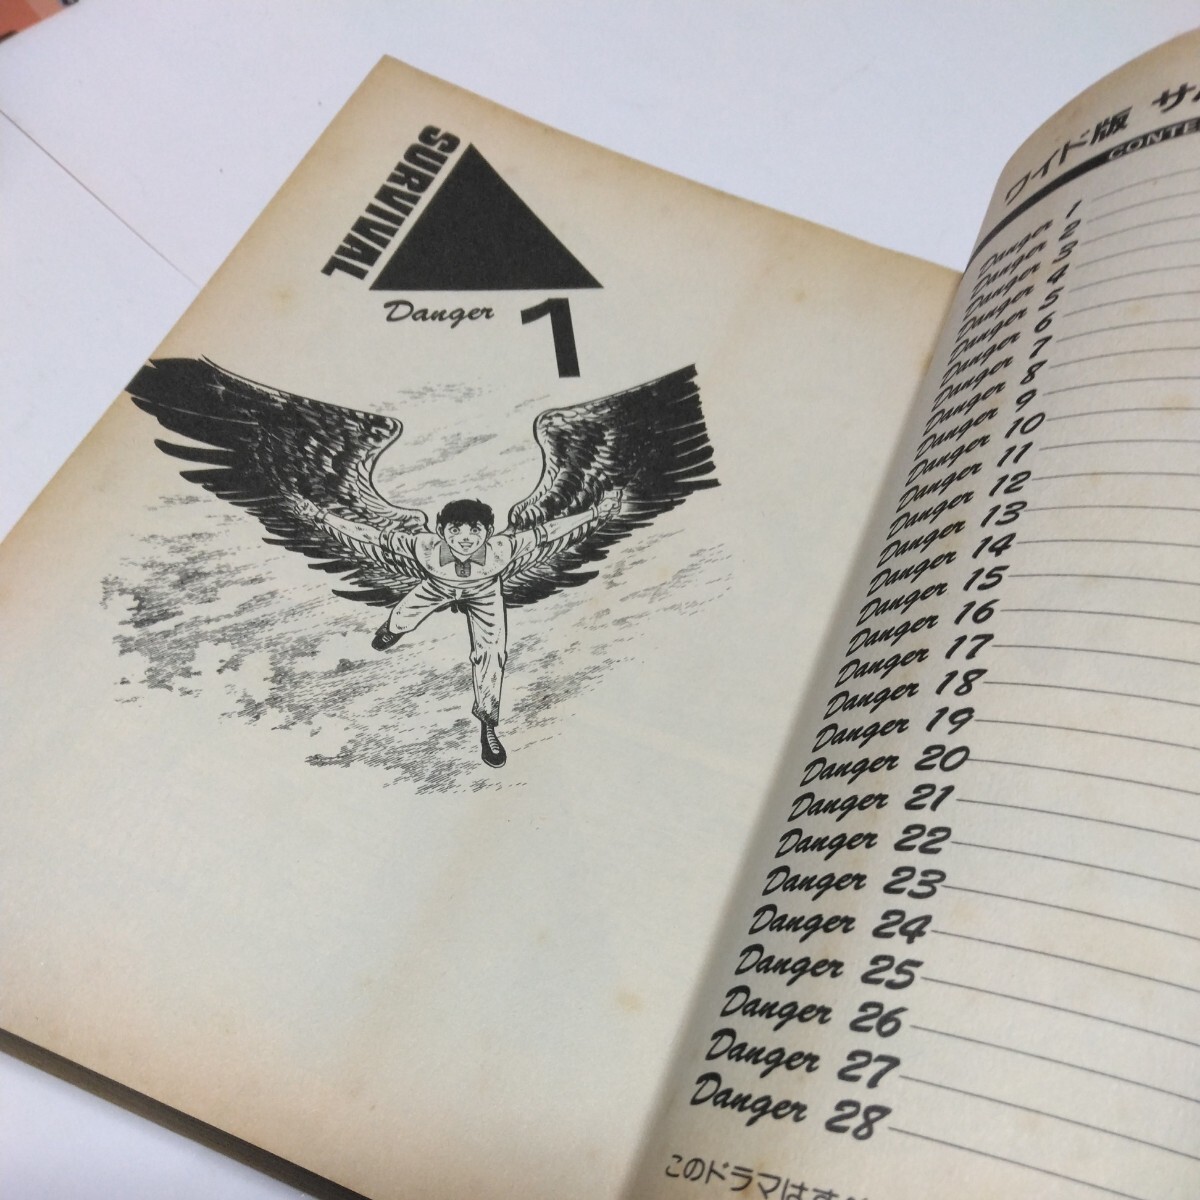 SURVIVAL
Danger 1
ワイド版 サ
CONTE
Danger 1
Danger 2
Danger 3
Danger 4
Danger 5
Danger 6
Danger 7
Danger 8
Danger 9
Danger 10
Danger 11
Danger 12
Danger 13
Danger 14
Danger 15
Danger 16
Danger 17
Danger 18
Danger 19
Danger 20
Danger 21
Danger 22
Danger 23
Danger 24
Danger 25
Danger 26
Danger 27
Danger 28
このドラマはす